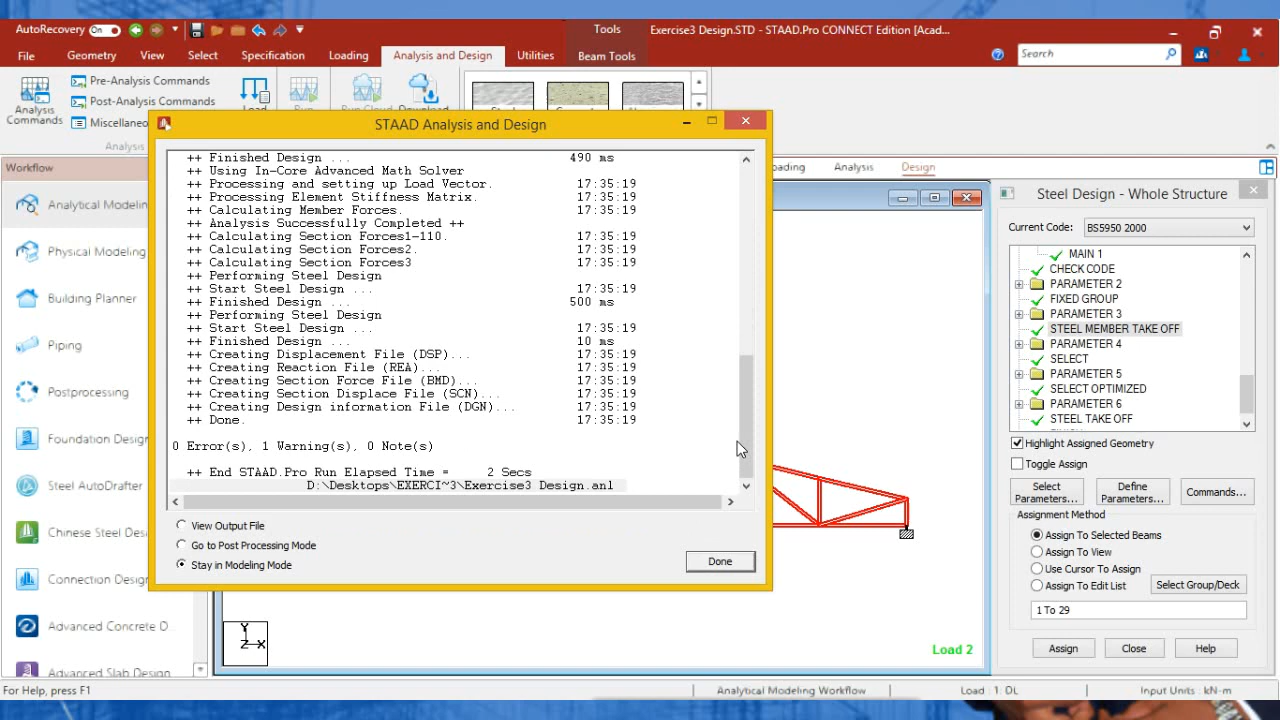 AutoRecovery On
Tools
Exercise3 Design.STD - STAAD.Pro CONNECT Edition [Acad...
File
Geometry
View
Select
Specification
Loading
Analysis and Design
Utilities
Beam Tools
Search
Analysis
Commands
Pre-Analysis Commands
Post-Analysis Commands
Miscellaneous
Analysis
STAAD Analysis and Design
Workflow
Analysis
Design
Analytical Modelin
Physical Modeling
Building Planner
Piping
Postprocessing
Foundation Design
Steel AutoDrafter
Chinese Steel Des
Connection Design
Advanced Concrete D
Advanced Slab Design
++ Finished Design ... 490 ms
++ Using In-Core Advanced Math Solver
++ Processing and setting up Load Vector. 17:35:19
++ Processing Element Stiffness Matrix. 17:35:19
++ Calculating Member Forces. 17:35:19
++ Analysis Successfully Completed ++
++ Calculating Section Forces1-110. 17:35:19
++ Calculating Section Forces2. 17:35:19
++ Calculating Section Forces3 17:35:19
++ Performing Steel Design
++ Start Steel Design ... 17:35:19
++ Finished Design ... 500 ms
++ Performing Steel Design
++ Start Steel Design ... 17:35:19
++ Finished Design ... 10 ms
++ Creating Displacement File (DSP)... 17:35:19
++ Creating Reaction File (REA)... 17:35:19
++ Creating Section Force File (BMD)... 17:35:19
++ Creating Section Displace File (SCN)... 17:35:19
++ Creating Design information File (DGN)... 17:35:19
++ Done. 17:35:19
0 Error(s), 1 Warning(s), 0 Note(s)
++ End STAAD.Pro Run Elapsed Time = 2 Secs
D:\Desktops\EXERCI~3\Exercise3 Design.anl
View Output File
Go to Post Processing Mode
Stay in Modeling Mode
Done
Y
Z X
Load 2
Steel Design - Whole Structure
Current Code: BS5950 2000
MAIN 1
CHECK CODE
PARAMETER 2
FIXED GROUP
PARAMETER 3
STEEL MEMBER TAKE OFF
PARAMETER 4
SELECT
PARAMETER 5
SELECT OPTIMIZED
PARAMETER 6
STEEL TAKE OFF
Highlight Assigned Geometry
Toggle Assign
Select Parameters...
Define Parameters...
Commands...
Assignment Method
Assign To Selected Beams
Assign To View
Use Cursor To Assign
Assign To Edit List
Select Group/Deck
1 To 29
Assign
Close
Help
For Help, press F1
Analytical Modeling Workflow
Load : 1: DL
Input Units : kN-m